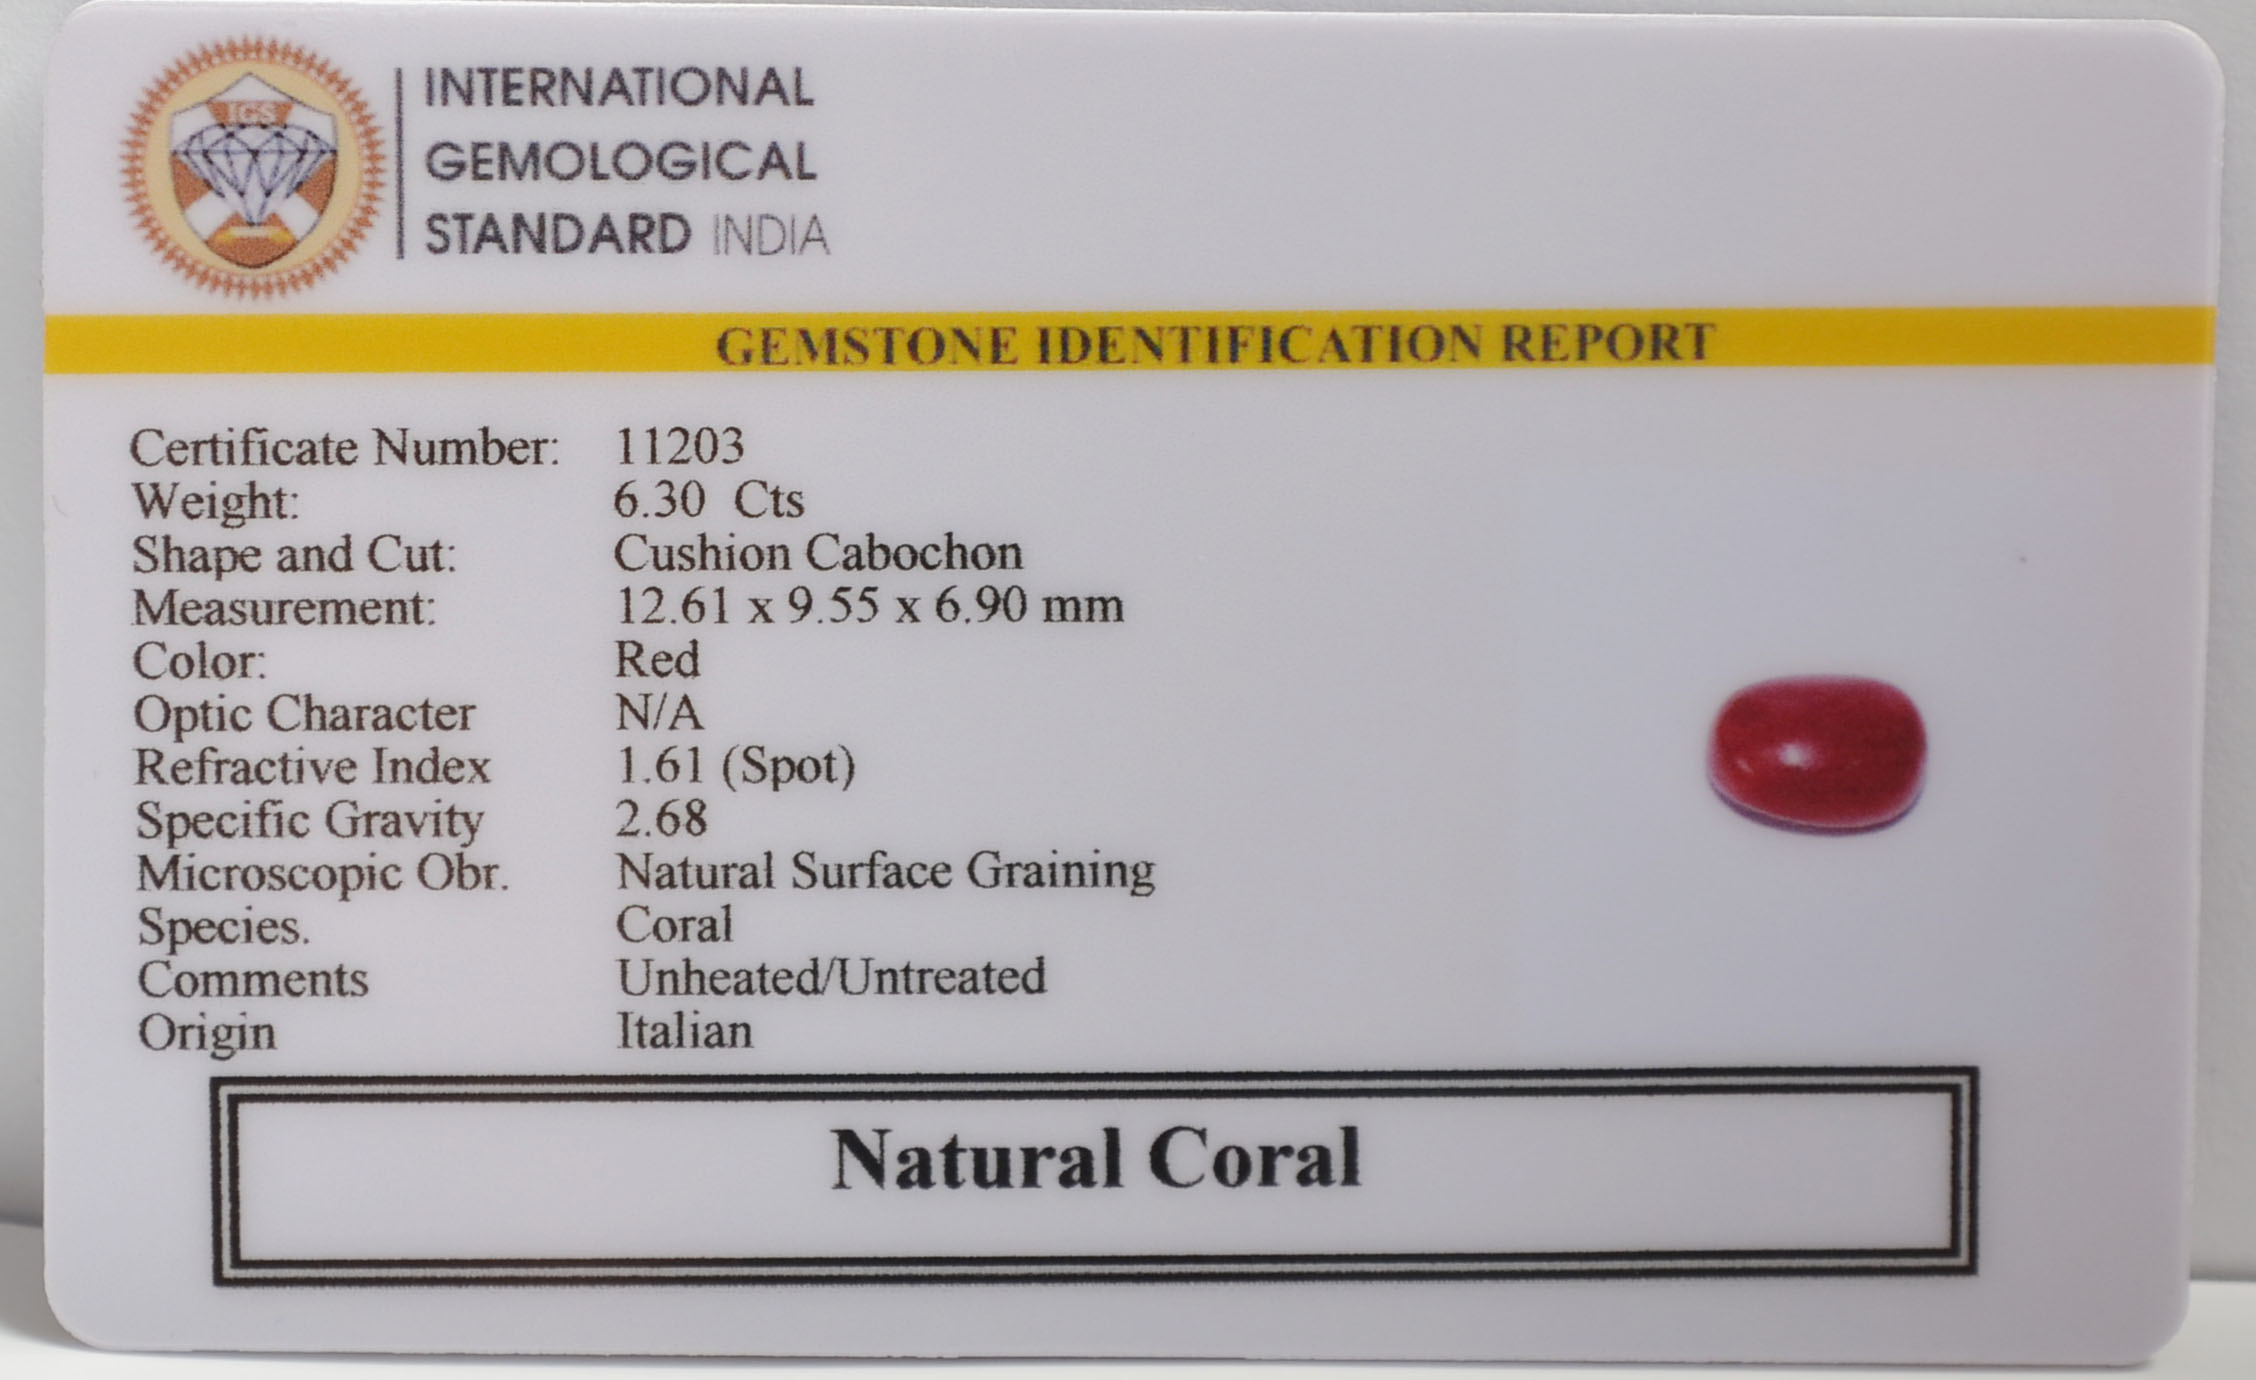 IGS
INTERNATIONAL
GEMOLOGICAL
STANDARD INDIA
GEMSTONE IDENTIFICATION REPORT
Certificate Number: 11203
Weight: 6.30 Cts
Shape and Cut: Cushion Cabochon
Measurement: 12.61 x 9.55 x 6.90 mm
Color: Red
Optic Character N/A
Refractive Index 1.61 (Spot)
Specific Gravity 2.68
Microscopic Obr. Natural Surface Graining
Species. Coral
Comments Unheated/Untreated
Origin Italian
Natural Coral